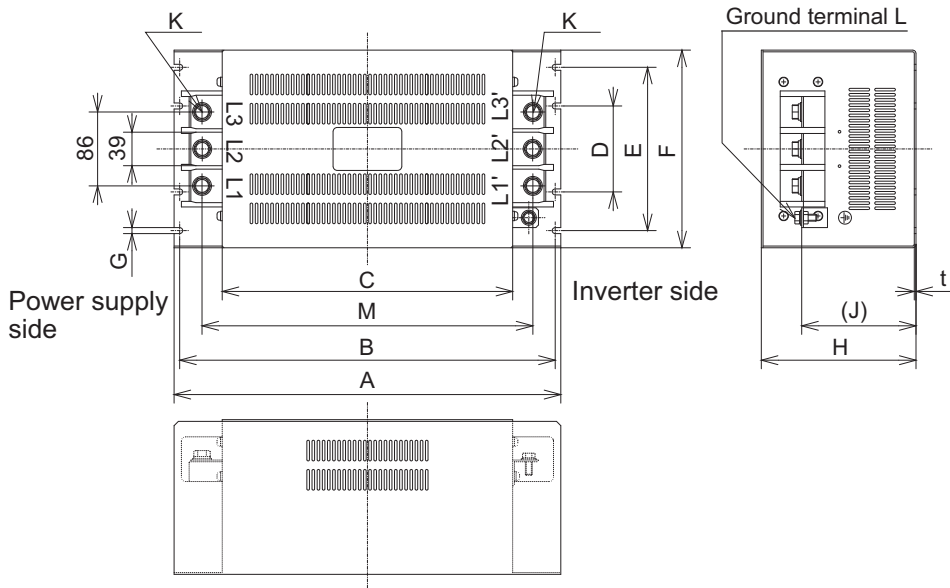 K
K
Ground terminal L
L3
L3'
86
39
L2
L2'
D
E
F
L1
L1'
G
C
Power supply
side
Inverter side
t
M
(J)
B
H
A